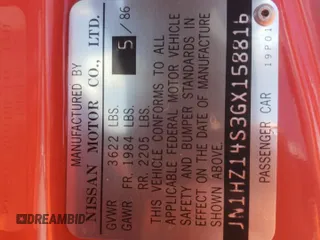 MANUFACTURED BY
NISSAN MOTOR CO., LTD.
5/86
GVWR 3622 LBS.
GAWR FR. 1984 LBS.
RR. 2205 LBS.
THIS VEHICLE CONFORMS TO ALL
APPLICABLE FEDERAL MOTOR VEHICLE
SAFETY AND BUMPER STANDARDS IN
EFFECT ON THE DATE OF MANUFACTURE
SHOWN ABOVE.
JN1HZ14S3GX158816
PASSENGER CAR
19P01
DREAMBID